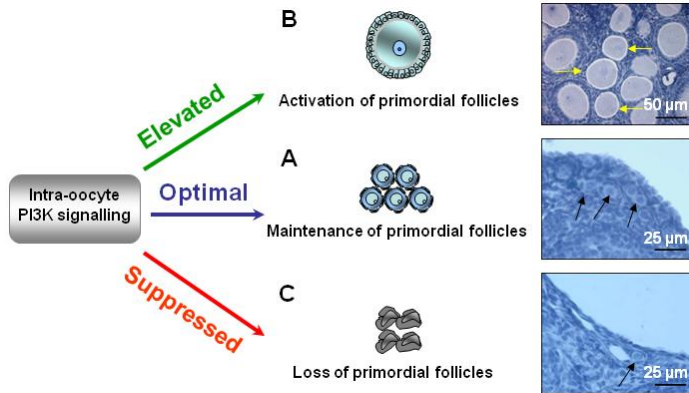 B
Activation of primordial follicles
50 µm
Elevated
A
Intra-oocyte
PI3K signalling
Optimal
Maintenance of primordial follicles
25 µm
Suppressed
C
Loss of primordial follicles
25 µm